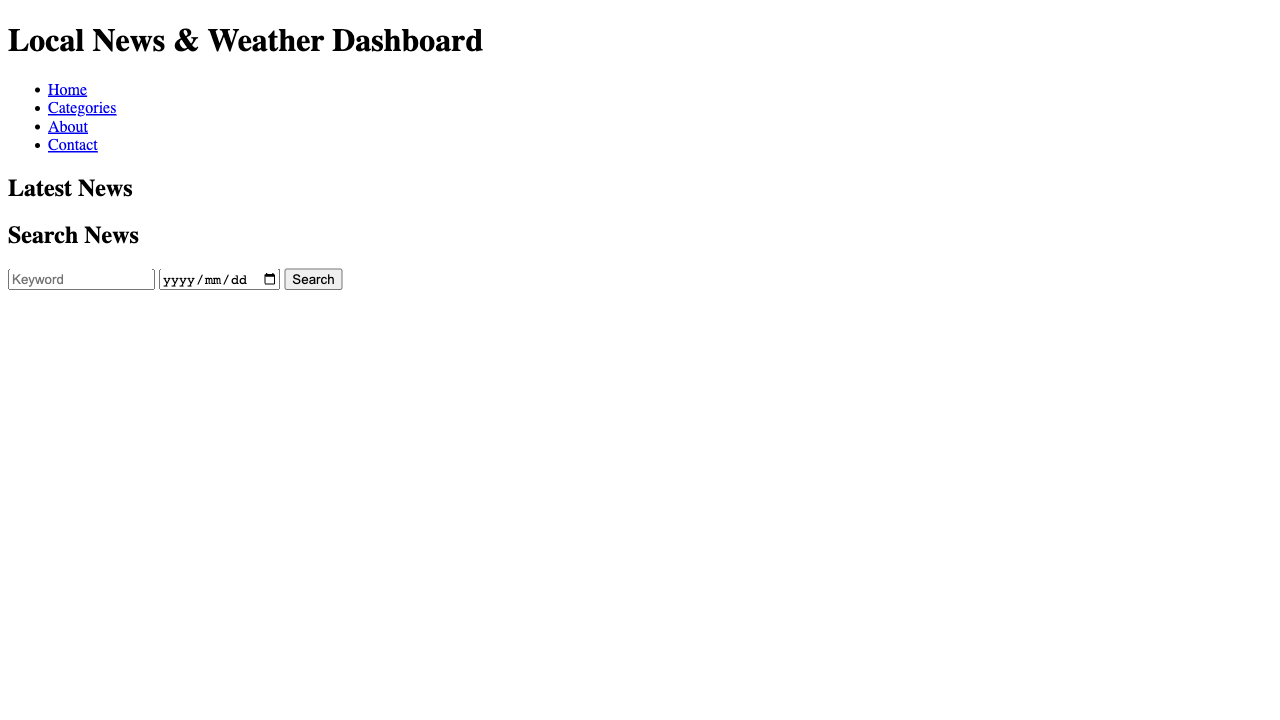 Local News & Weather Dashboard
Home
Categories
About
Contact
Latest News
Search News
Keyword yyyy/mm/dd Search